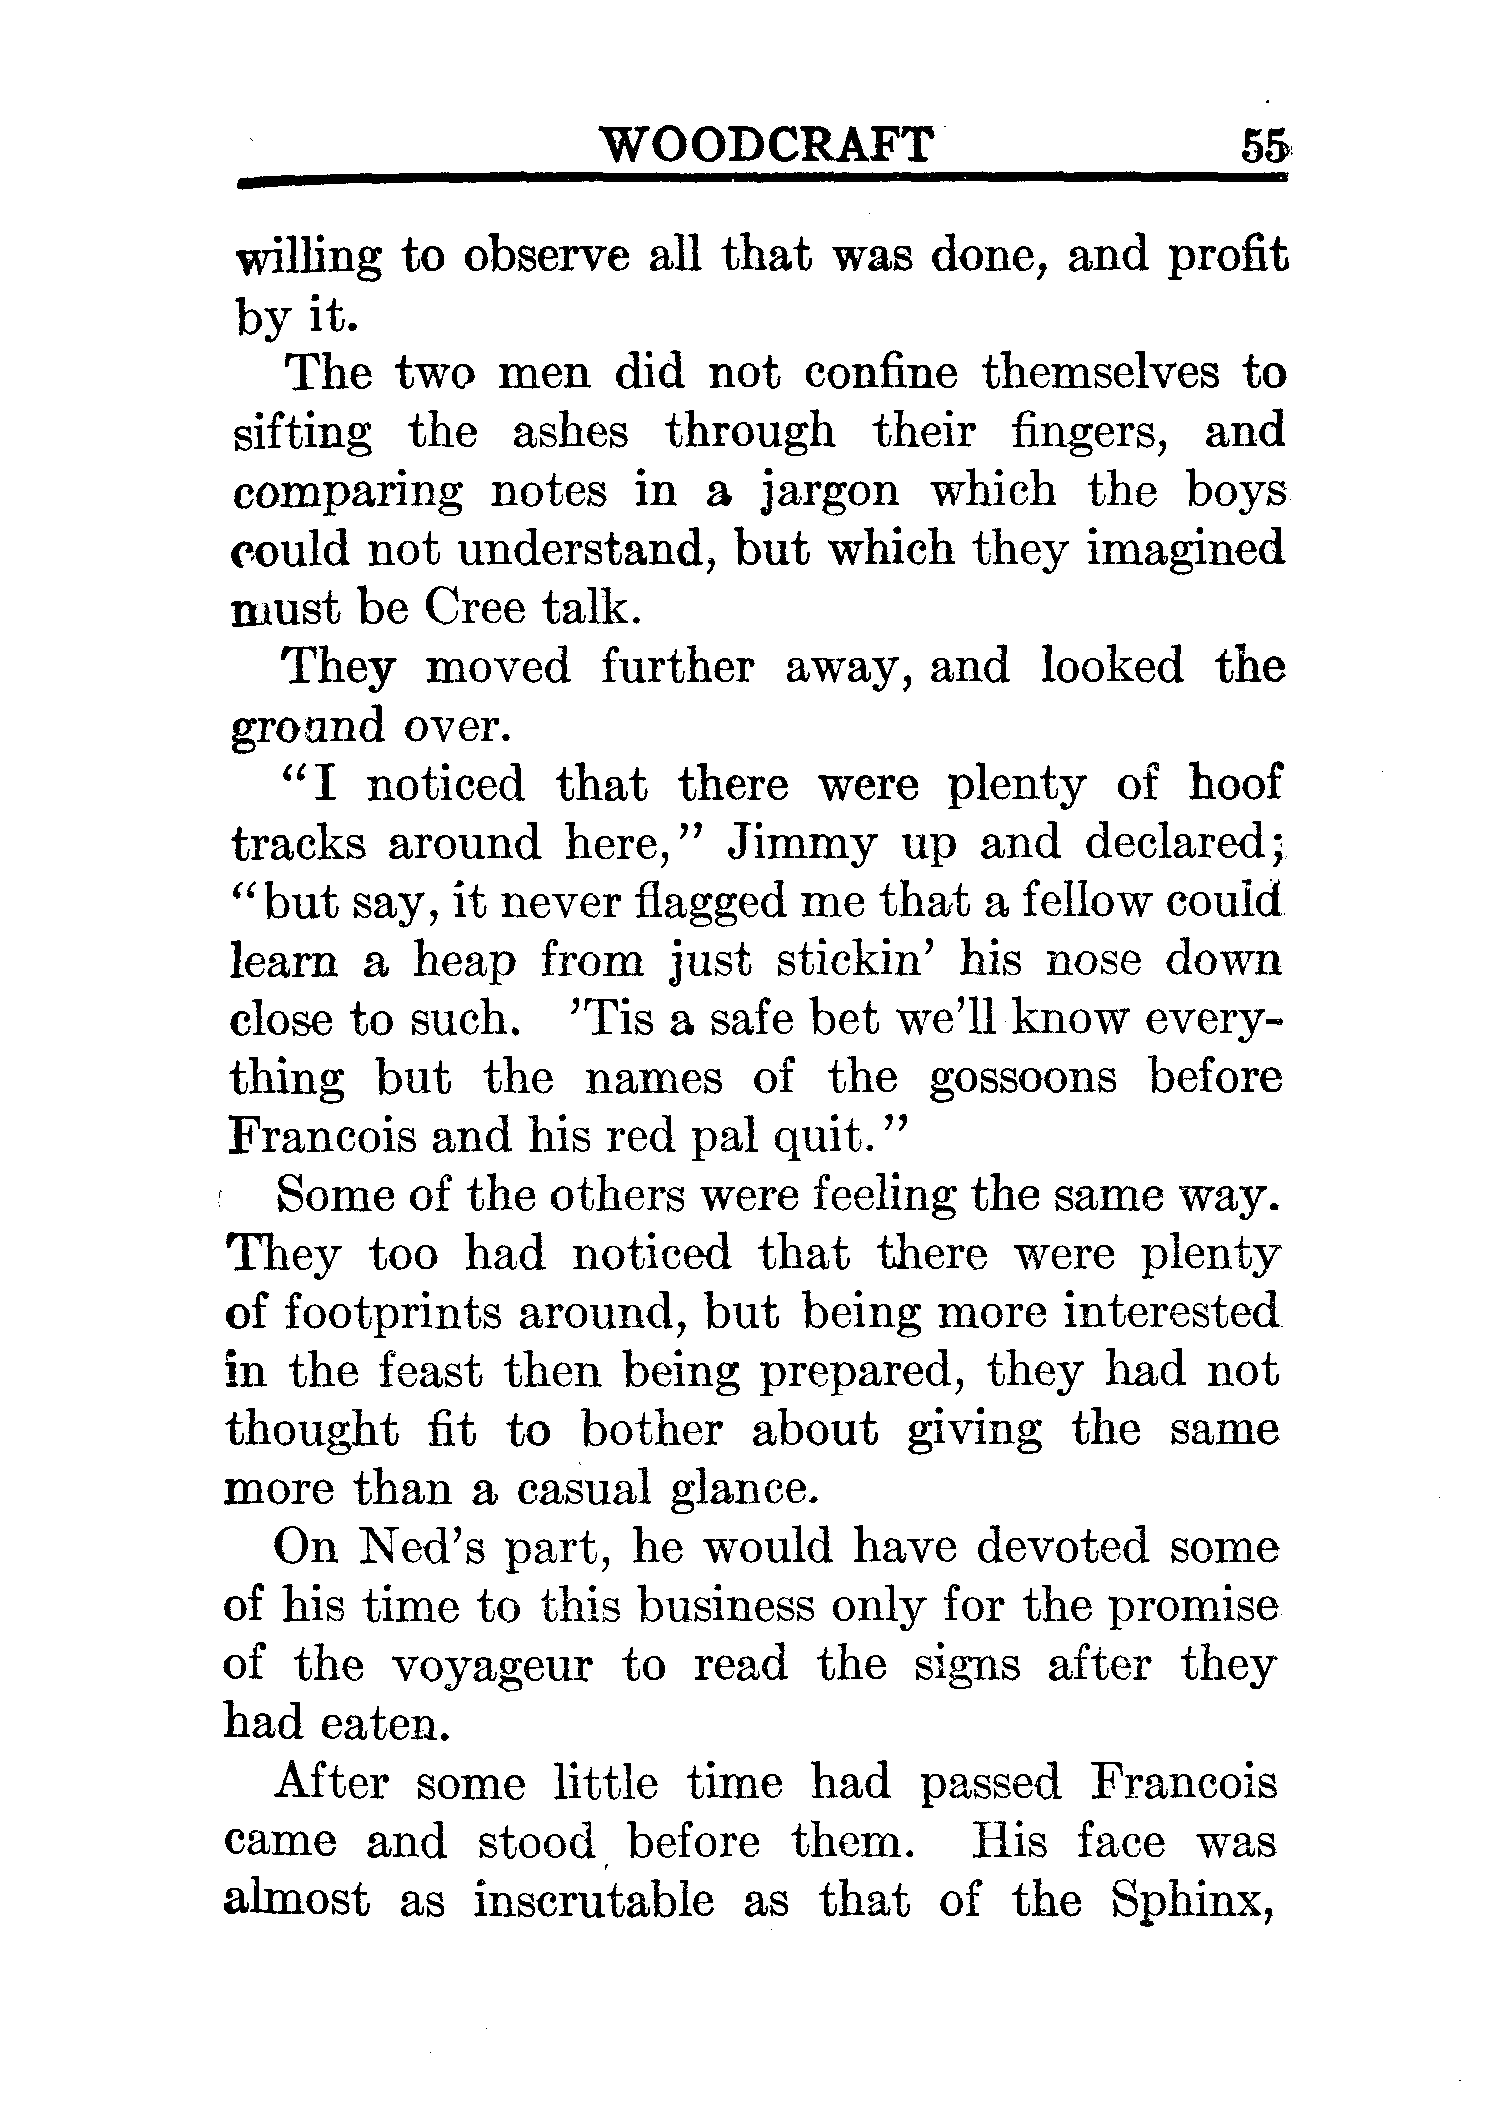 WOODCRAFT 55
willing to observe all that was done, and profit
by it.
The two men did not confine themselves to
sifting the ashes through their fingers, and
comparing notes in a jargon which the boys
could not understand, but which they imagined
must be Cree talk.
They moved further away, and looked the
ground over.
"I noticed that there were plenty of hoof
tracks around here," Jimmy up and declared;
"but say, it never flagged me that a fellow could
learn a heap from just stickin' his nose down
close to such. 'Tis a safe bet we'll know every-
thing but the names of the gossoons before
Francois and his red pal quit."
Some of the others were feeling the same way.
They too had noticed that there were plenty
of footprints around, but being more interested
in the feast then being prepared, they had not
thought fit to bother about giving the same
more than a casual glance.
On Ned's part, he would have devoted some
of his time to this business only for the promise
of the voyageur to read the signs after they
had eaten.
After some little time had passed Francois
came and stood before them. His face was
almost as inscrutable as that of the Sphinx,